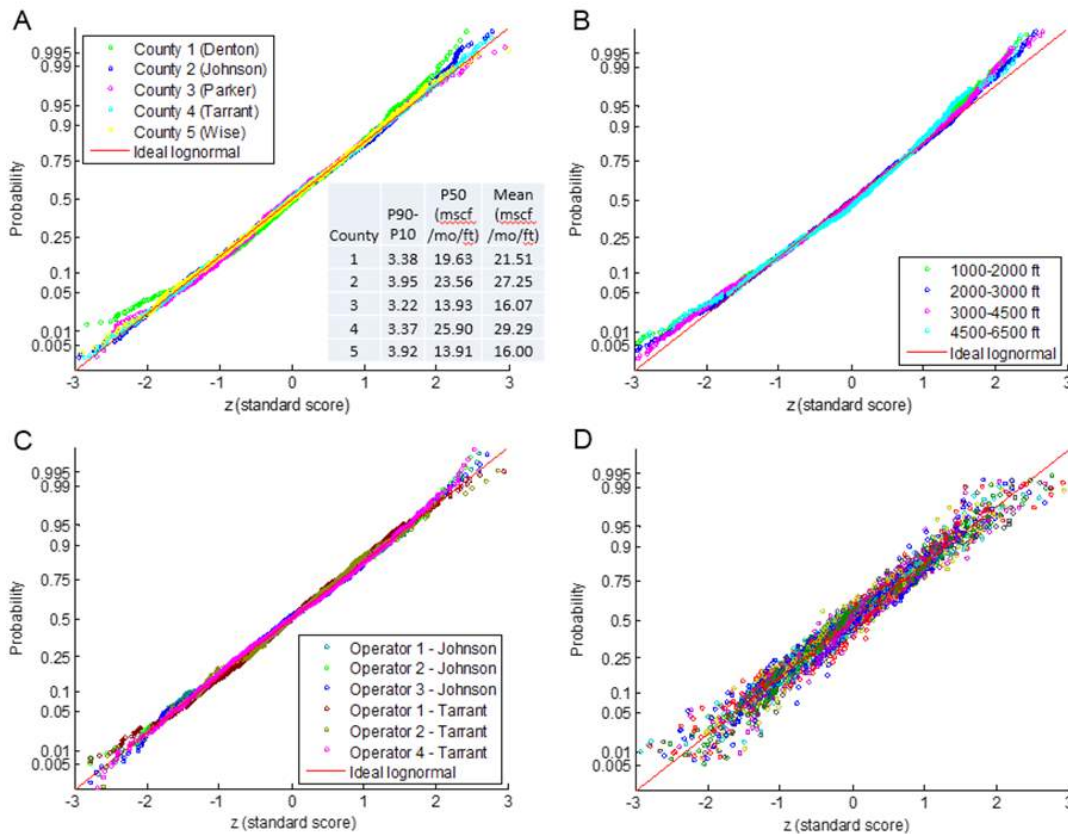 A
0.995
0.99
0.95
0.9
0.75
0.5
0.25
0.1
0.05
0.01
0.005
Probability
County 1 (Denton)
County 2 (Johnson)
County 3 (Parker)
County 4 (Tarrant)
County 5 (Wise)
Ideal lognormal
County P90-P10 P50 (mscf/mo/ft) Mean (mscf/mo/ft)
1 3.38 19.63 21.51
2 3.95 23.56 27.25
3 3.22 13.93 16.07
4 3.37 25.90 29.29
5 3.92 13.91 16.00
-3 -2 -1 0 1 2 3
z (standard score)
B
0.995
0.99
0.95
0.9
0.75
0.5
0.25
0.1
0.05
0.01
0.005
Probability
1000-2000 ft
2000-3000 ft
3000-4500 ft
4500-6500 ft
Ideal lognormal
-3 -2 -1 0 1 2 3
z (standard score)
C
0.995
0.99
0.95
0.9
0.75
0.5
0.25
0.1
0.05
0.01
0.005
Probability
Operator 1 - Johnson
Operator 2 - Johnson
Operator 3 - Johnson
Operator 1 - Tarrant
Operator 2 - Tarrant
Operator 4 - Tarrant
Ideal lognormal
-3 -2 -1 0 1 2 3
z (standard score)
D
0.995
0.99
0.95
0.9
0.75
0.5
0.25
0.1
0.05
0.01
0.005
Probability
-3 -2 -1 0 1 2 3
z (standard score)